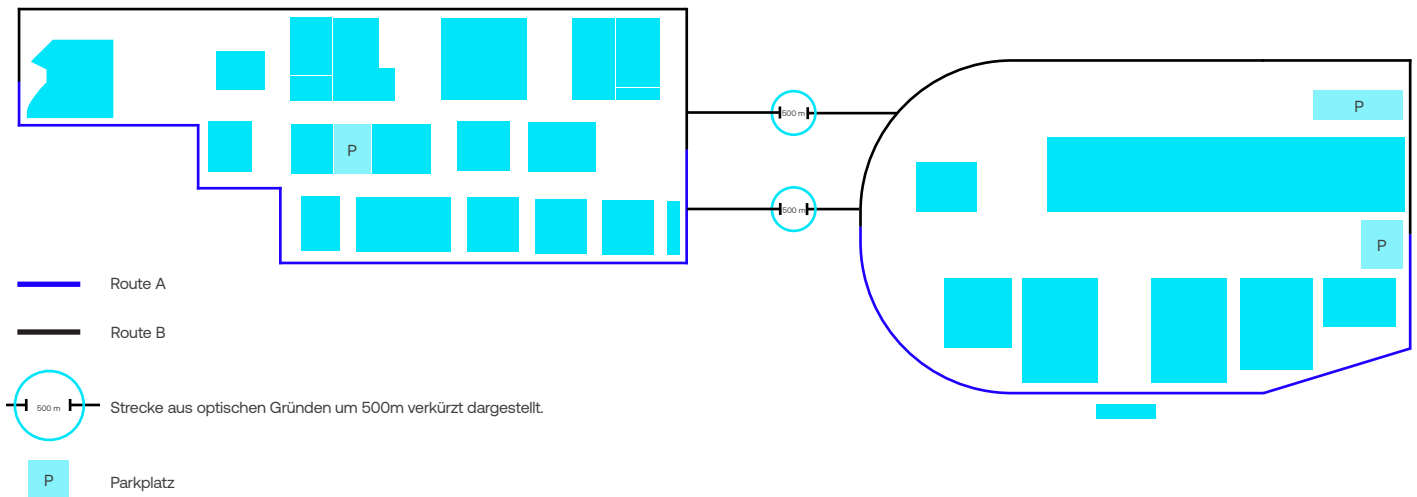 P
500 m
P
500 m
P
Route A
Route B
500 m
Strecke aus optischen Gründen um 500m verkürzt dargestellt.
P
Parkplatz